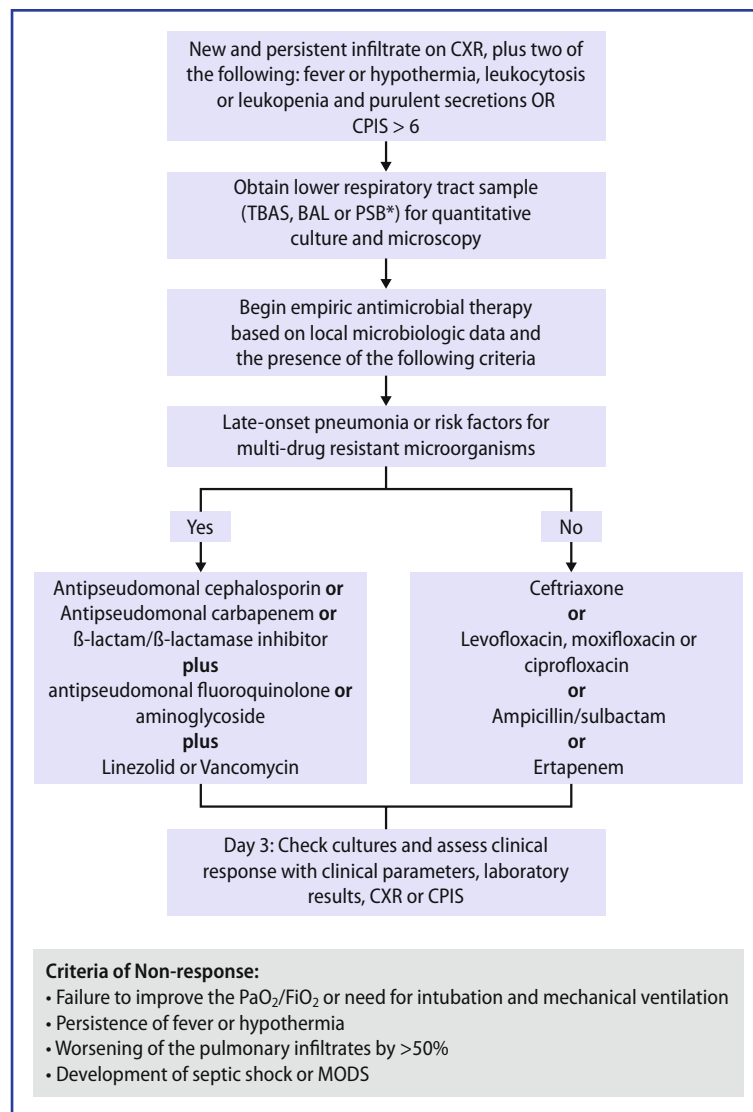 New and persistent infiltrate on CXR, plus two of
the following: fever or hypothermia, leukocytosis
or leukopenia and purulent secretions OR
CPIS > 6
Obtain lower respiratory tract sample
(TBAS, BAL or PSB*) for quantitative
culture and microscopy
Begin empiric antimicrobial therapy
based on local microbiologic data and
the presence of the following criteria
Late-onset pneumonia or risk factors for
multi-drug resistant microorganisms
Yes
No
Antipseudomonal cephalosporin or
Antipseudomonal carbapenem or
ß-lactam/ß-lactamase inhibitor
plus
antipseudomonal fluoroquinolone or
aminoglycoside
plus
Linezolid or Vancomycin
Ceftriaxone
or
Levofloxacin, moxifloxacin or
ciprofloxacin
or
Ampicillin/sulbactam
or
Ertapenem
Day 3: Check cultures and assess clinical
response with clinical parameters, laboratory
results, CXR or CPIS
Criteria of Non-response:
• Failure to improve the PaO₂/FiO₂ or need for intubation and mechanical ventilation
• Persistence of fever or hypothermia
• Worsening of the pulmonary infiltrates by >50%
• Development of septic shock or MODS